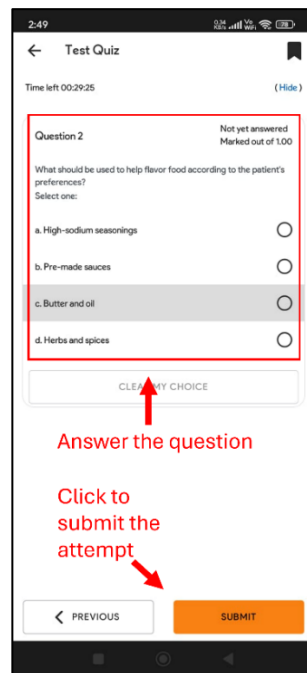 2:49
Test Quiz
Time left 00:29:25
(Hide)
Question 2
Not yet answered
Marked out of 1.00
What should be used to help flavor food according to the patient's
preferences?
Select one:
a. High-sodium seasonings
b. Pre-made sauces
c. Butter and oil
d. Herbs and spices
CLEAR MY CHOICE
Answer the question
Click to
submit the
attempt
PREVIOUS
SUBMIT